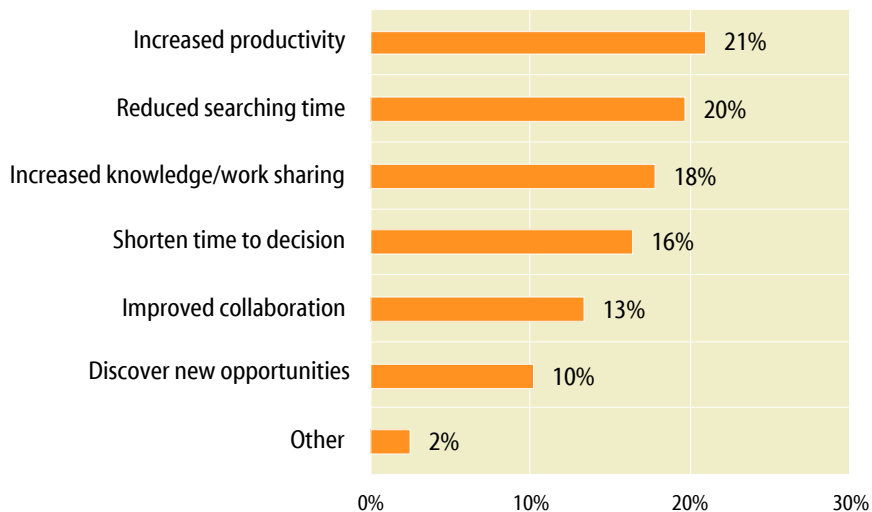 Increased productivity 21%
Reduced searching time 20%
Increased knowledge/work sharing 18%
Shorten time to decision 16%
Improved collaboration 13%
Discover new opportunities 10%
Other 2%
0% 10% 20% 30%